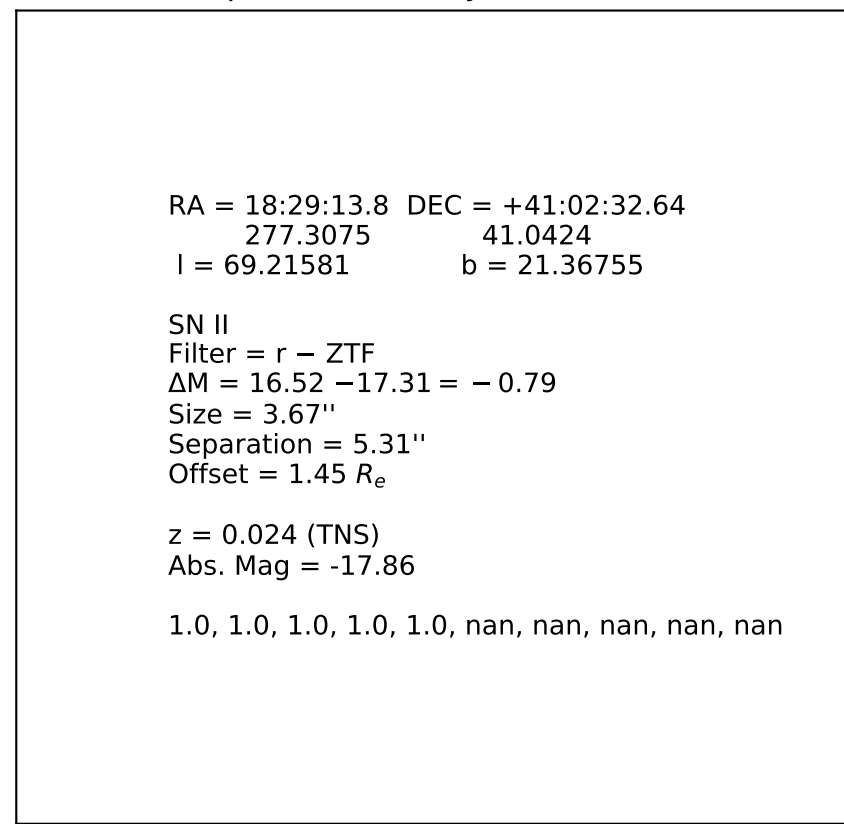 RA = 18:29:13.8 DEC = +41:02:32.64
277.3075 41.0424
l = 69.21581 b = 21.36755
SN II
Filter = r − ZTF
ΔM = 16.52 −17.31 = − 0.79
Size = 3.67''
Separation = 5.31''
Offset = 1.45 Rₑ
z = 0.024 (TNS)
Abs. Mag = -17.86
1.0, 1.0, 1.0, 1.0, 1.0, nan, nan, nan, nan, nan